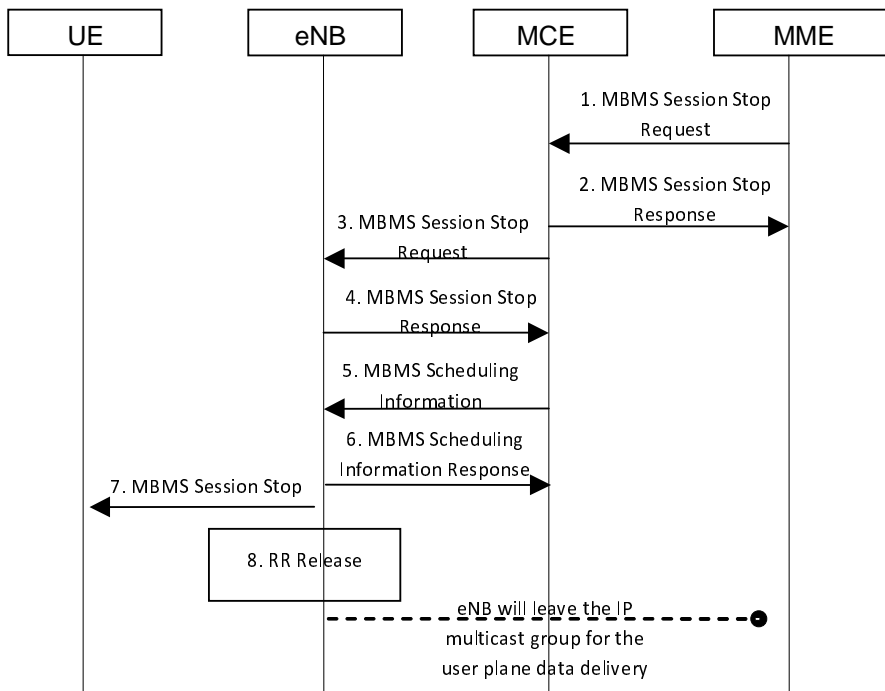 UE eNB MCE MME
1. MBMS Session Stop
Request
2. MBMS Session Stop
Response
3. MBMS Session Stop
Request
4. MBMS Session Stop
Response
5. MBMS Scheduling
Information
6. MBMS Scheduling
Information Response
7. MBMS Session Stop
8. RR Release
eNB will leave the IP
multicast group for the
user plane data delivery